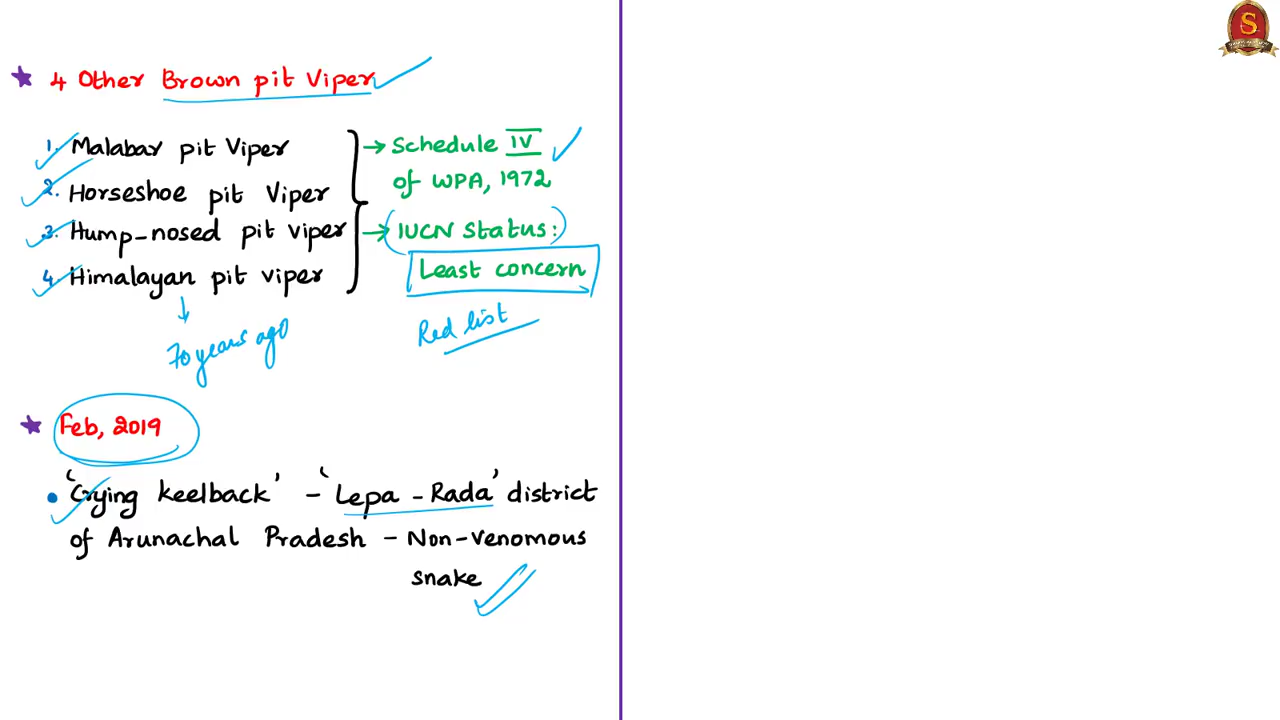 ★ 4 Other Brown pit Viper
1. Malabar pit Viper
2. Horseshoe pit Viper
3. Hump-nosed pit viper
4. Himalayan pit viper
→ Schedule IV
of WPA, 1972
→ (IUCN Status:)
Least concern
Red list
70 years ago
★ Feb, 2019
• 'Crying keelback' - 'Lepa - Rada' district
of Arunachal Pradesh - Non-venomous
snake
S